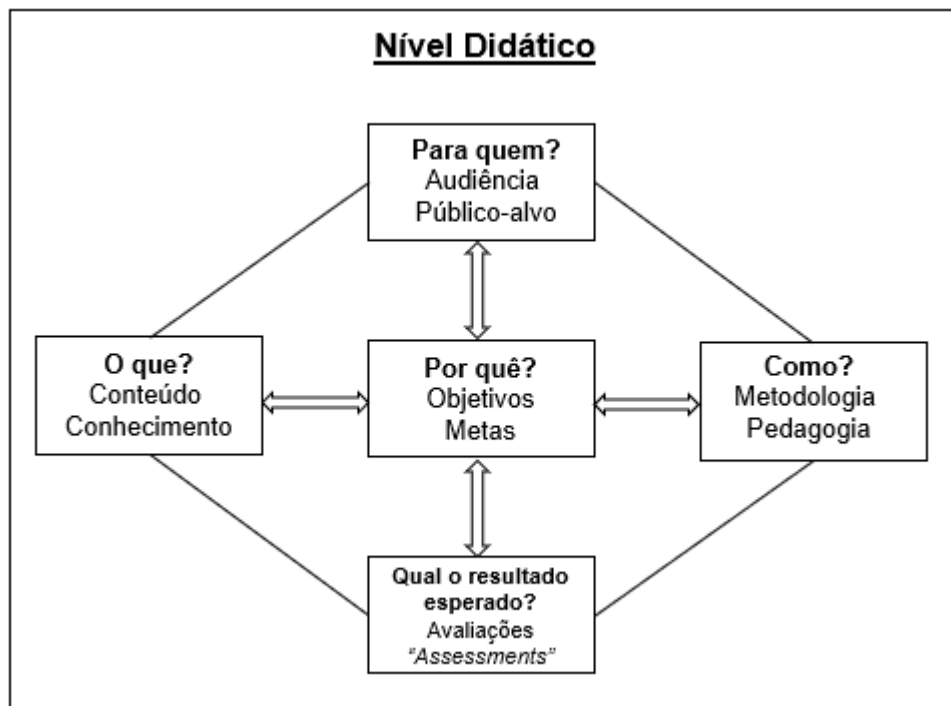 Nível Didático
Para quem?
Audiência
Público-alvo
O que?
Conteúdo
Conhecimento
Por quê?
Objetivos
Metas
Como?
Metodologia
Pedagogia
Qual o resultado
esperado?
Avaliações
“Assessments”